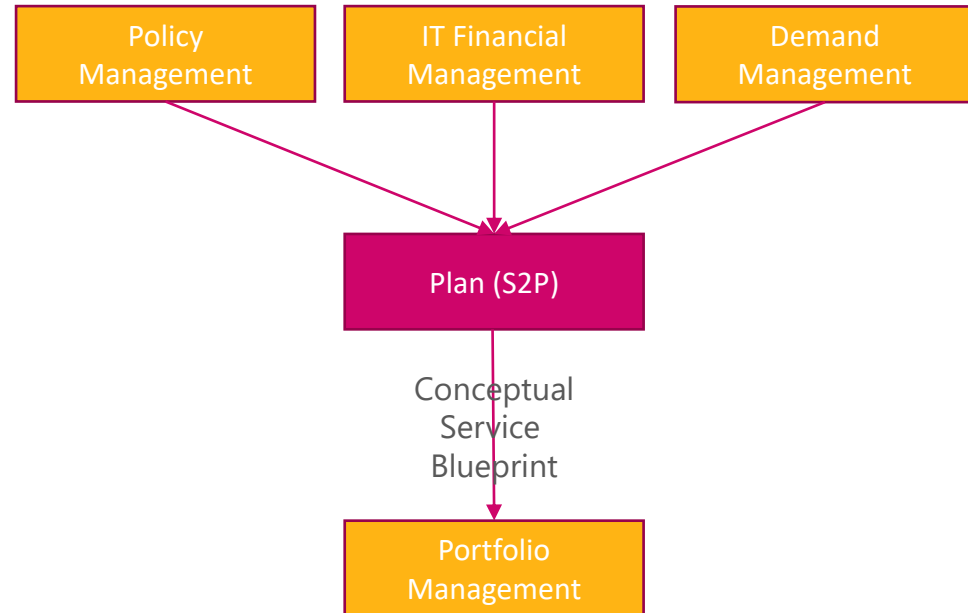 Policy
Management
IT Financial
Management
Demand
Management
Plan (S2P)
Conceptual
Service
Blueprint
Portfolio
Management